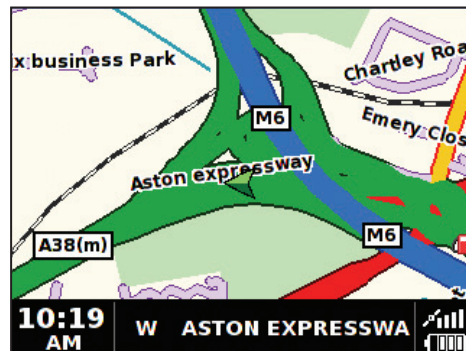 x business Park
Chartley Roa
M6
Emery Clos
Aston expressway
M6
A38(m)
10:19
AM
W
ASTON EXPRESSWA